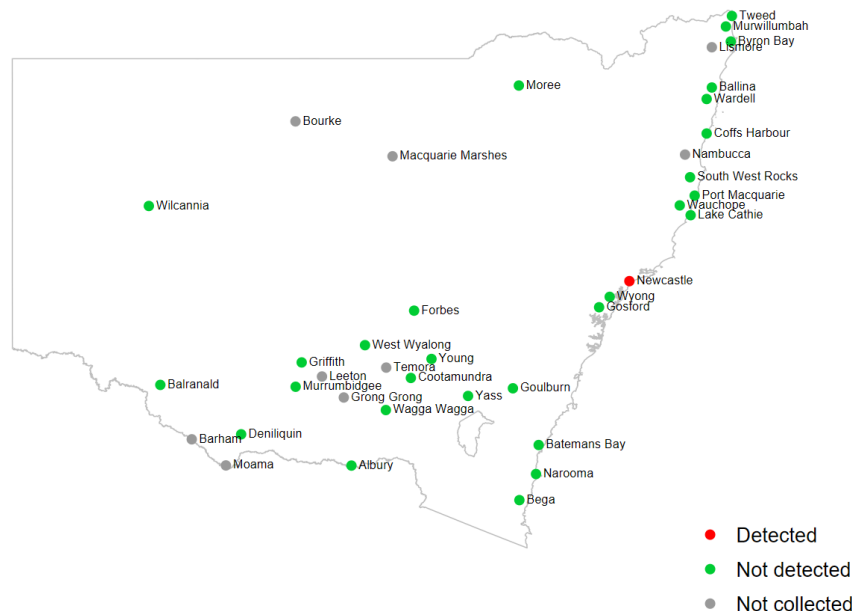 Tweed
Murwillumbah
Byron Bay
Lismore
Moree
Ballina
Wardell
Bourke
Coffs Harbour
Macquarie Marshes
Nambucca
South West Rocks
Port Macquarie
Wilcannia
Wauchope
Lake Cathie
Newcastle
Wyong
Gosford
Forbes
West Wyalong
Young
Griffith
Temora
Leeton
Cootamundra
Balranald
Murrumbidgee
Goulburn
Grong Grong
Yass
Wagga Wagga
Deniliquin
Barham
Batemans Bay
Moama
Albury
Narooma
Bega
Detected
Not detected
Not collected